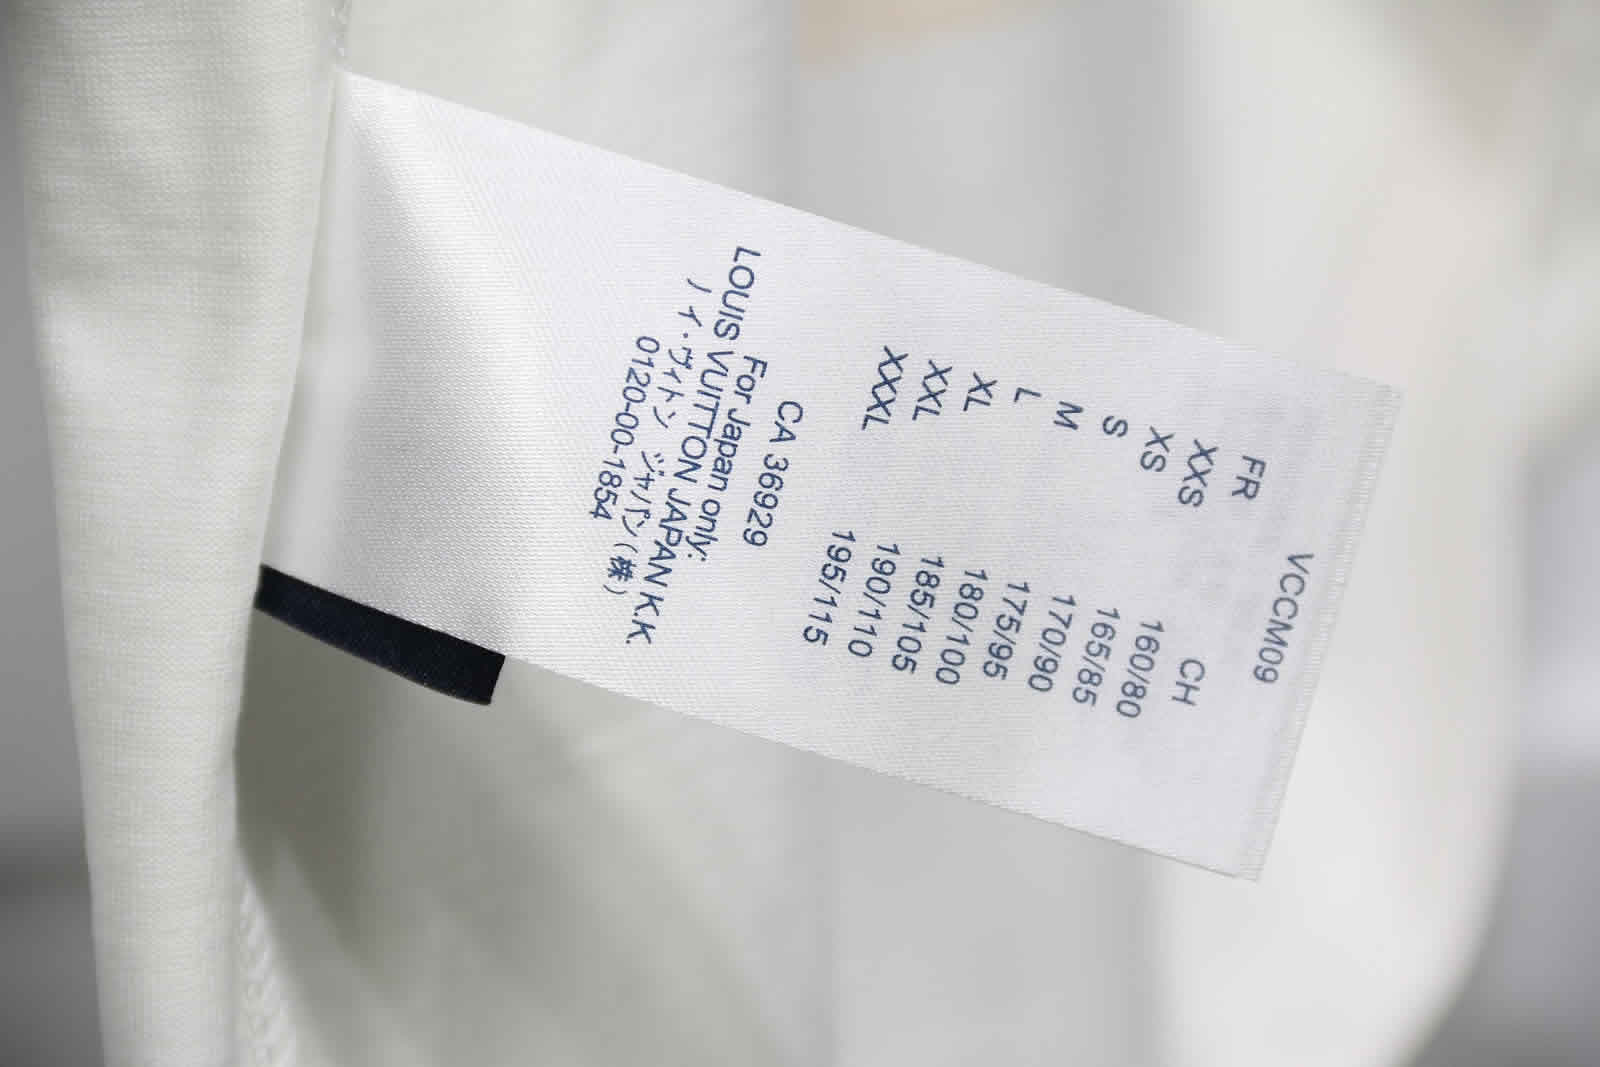 VCCM09
FR CH
XXS 160/80
XS 165/85
S 170/90
M 175/95
L 180/100
XL 185/105
XXL 190/110
XXXL 195/115
CA 36929
For Japan only:
LOUIS VUITTON JAPAN K.K.
ノイ・ヴィトン ジャパン (株)
0120-00-1854